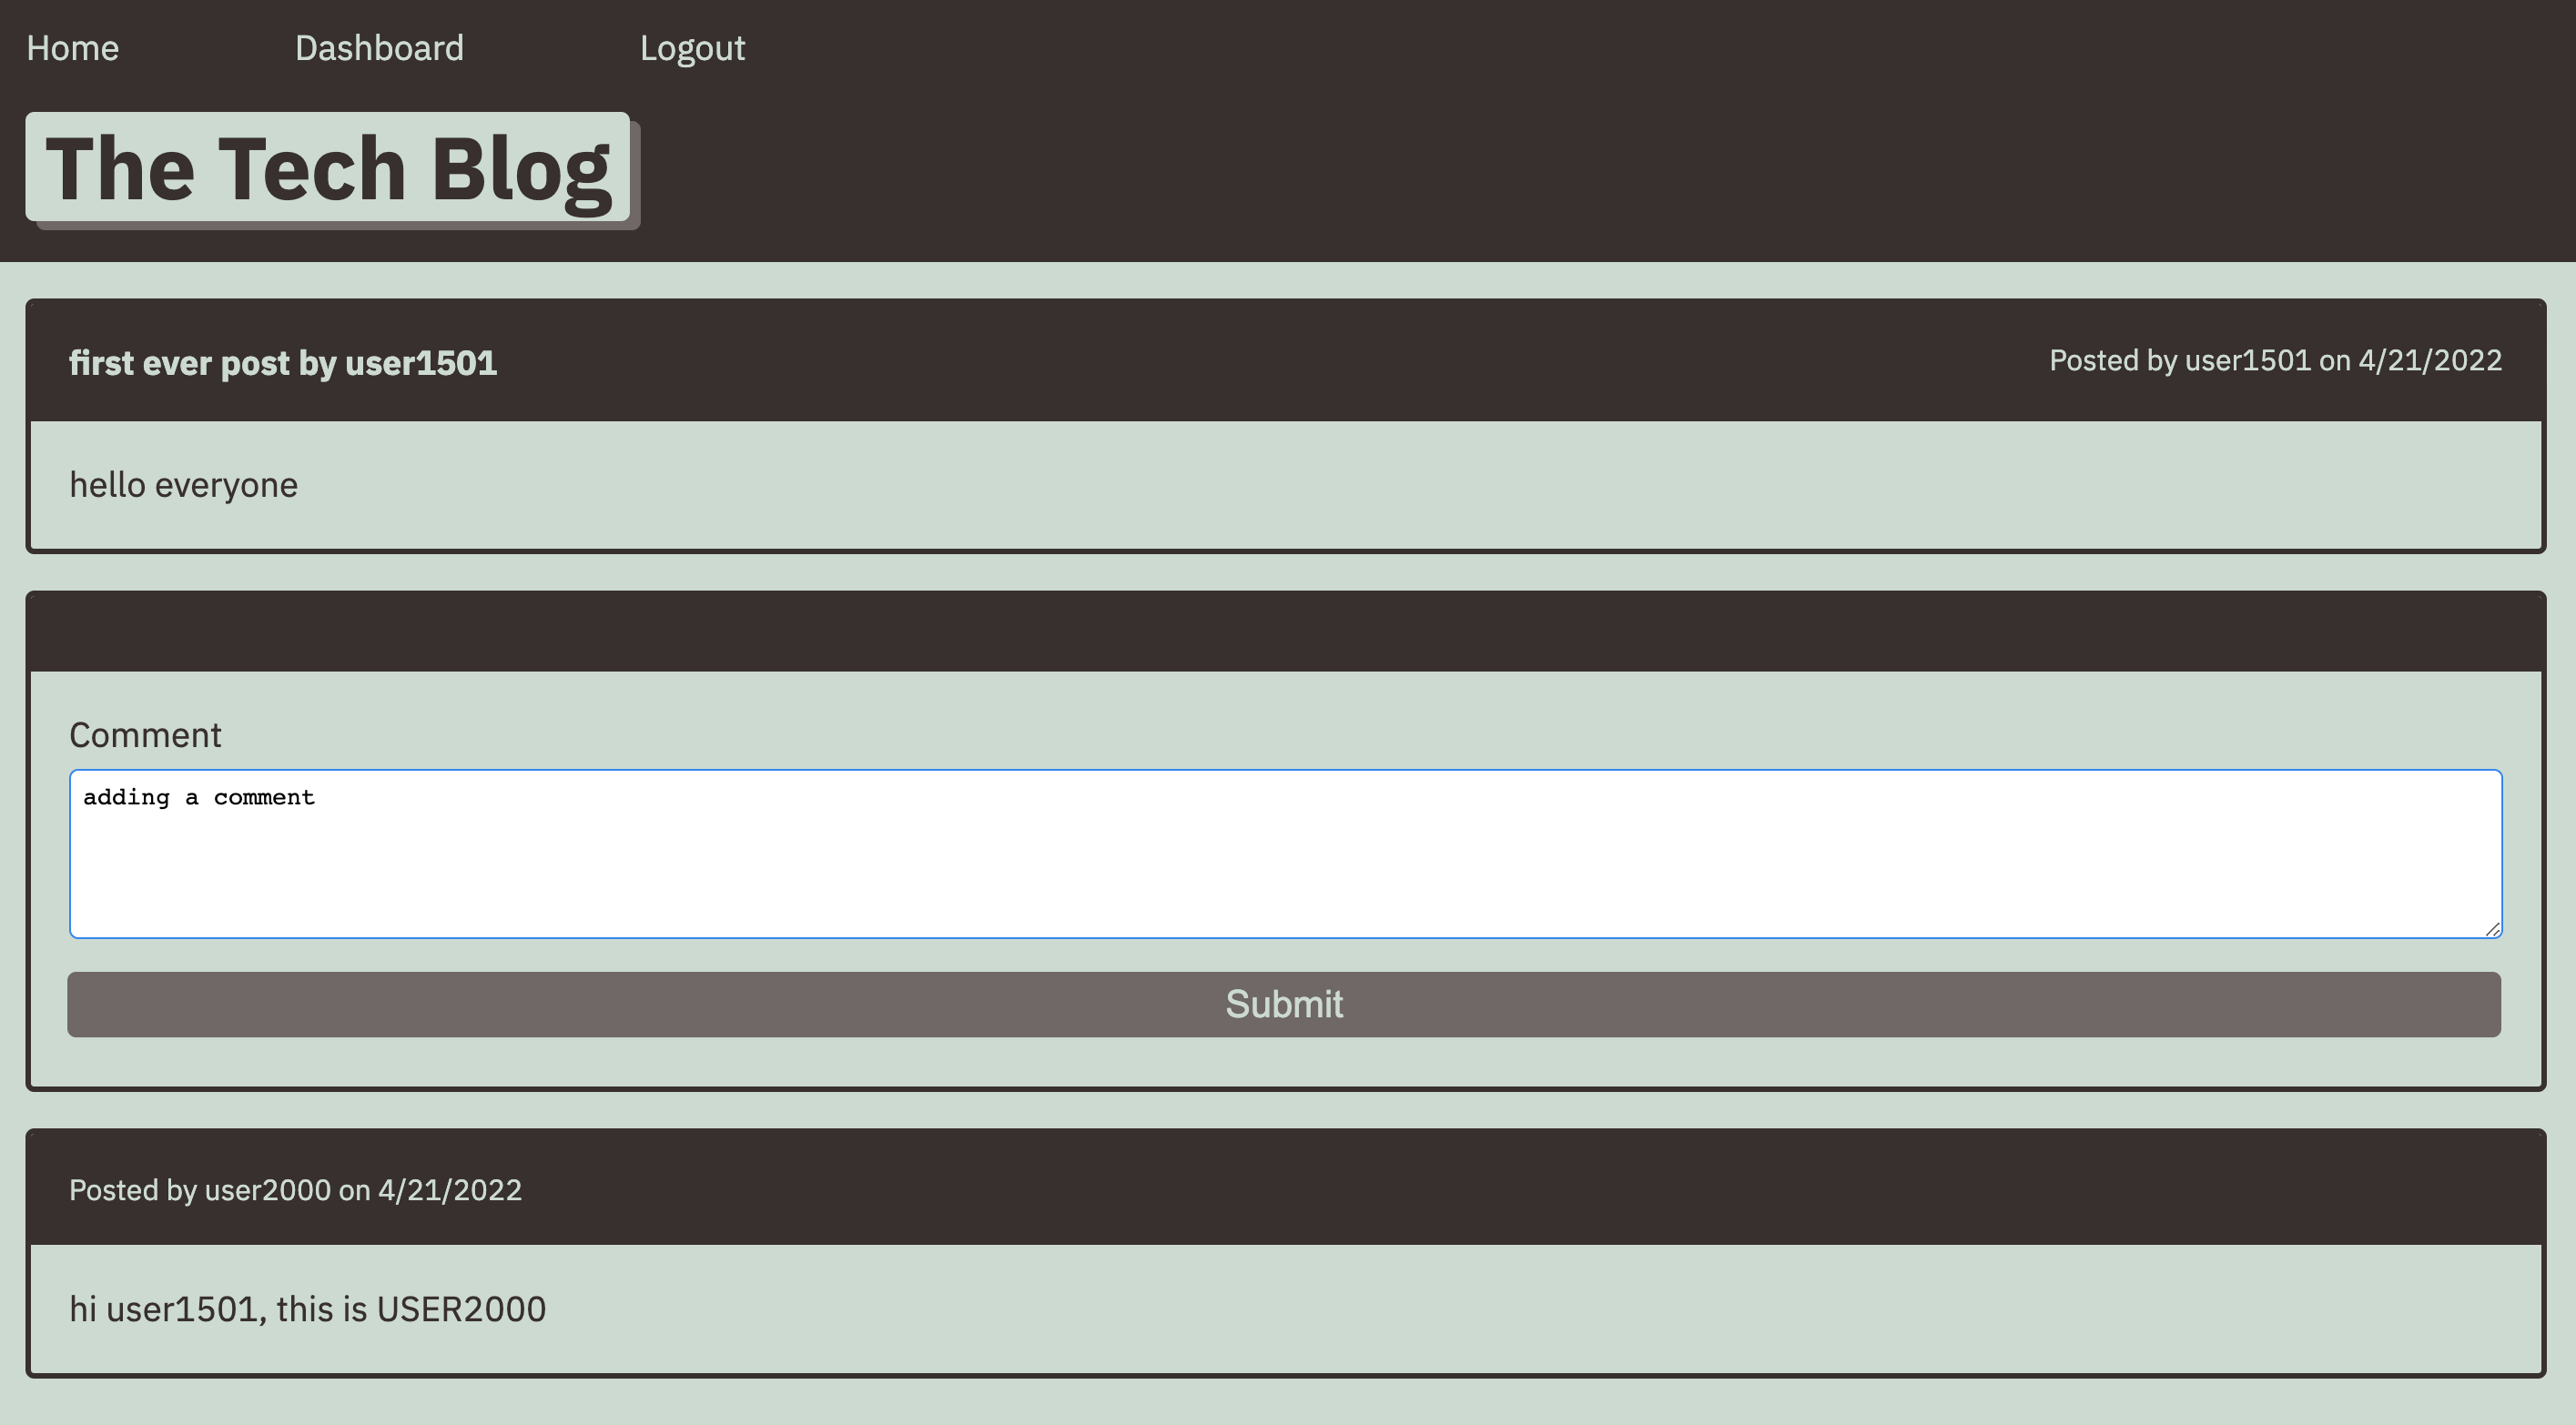 Home Dashboard Logout
The Tech Blog
first ever post by user1501 Posted by user1501 on 4/21/2022
hello everyone
Comment
adding a comment
Submit
Posted by user2000 on 4/21/2022
hi user1501, this is USER2000